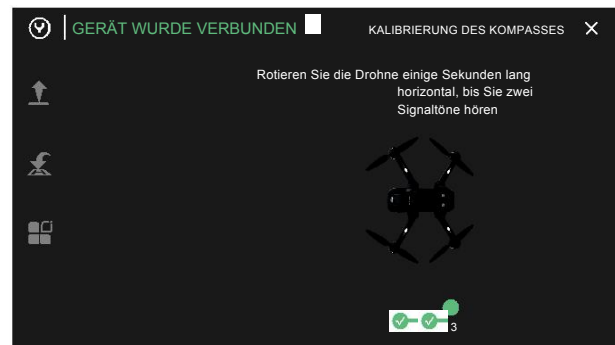 GERÄT WURDE VERBUNDEN
KALIBRIERUNG DES KOMPASSES
Rotieren Sie die Drohne einige Sekunden lang
horizontal, bis Sie zwei
Signaltöne hören
3